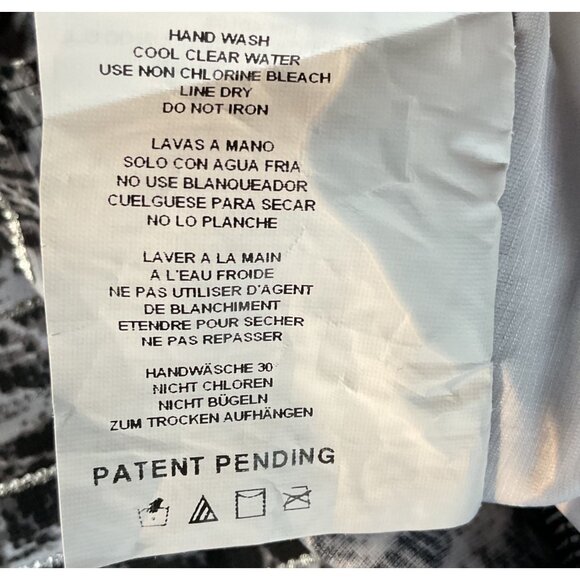 HAND WASH
COOL CLEAR WATER
USE NON CHLORINE BLEACH
LINE DRY
DO NOT IRON
LAVAS A MANO
SOLO CON AGUA FRIA
NO USE BLANQUEADOR
CUELGUESE PARA SECAR
NO LO PLANCHE
LAVER A LA MAIN
A L'EAU FROIDE
NE PAS UTILISER D'AGENT
DE BLANCHIMENT
ETENDRE POUR SECHER
NE PAS REPASSER
HANDWÄSCHE 30
NICHT CHLOREN
NICHT BÜGELN
ZUM TROCKEN AUFHÄNGEN
PATENT PENDING